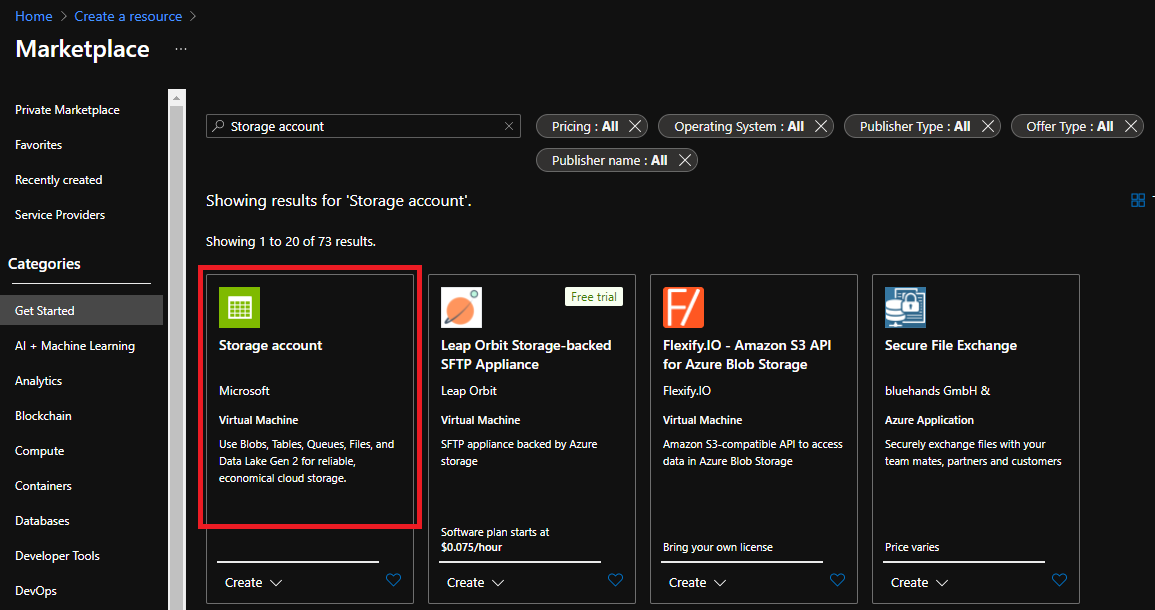 Home > Create a resource >
Marketplace ...
Private Marketplace
Favorites
Recently created
Service Providers
Categories
Get Started
AI + Machine Learning
Analytics
Blockchain
Compute
Containers
Databases
Developer Tools
DevOps
Storage account
Pricing : All
Operating System : All
Publisher Type : All
Offer Type : All
Publisher name : All
Showing results for 'Storage account'.
Showing 1 to 20 of 73 results.
Storage account
Microsoft
Virtual Machine
Use Blobs, Tables, Queues, Files, and
Data Lake Gen 2 for reliable,
economical cloud storage.
Create
Free trial
Leap Orbit Storage-backed
SFTP Appliance
Leap Orbit
Virtual Machine
SFTP appliance backed by Azure
storage
Software plan starts at
$0.075/hour
Create
F/
Flexify.IO - Amazon S3 API
for Azure Blob Storage
Flexify.IO
Virtual Machine
Amazon S3-compatible API to access
data in Azure Blob Storage
Bring your own license
Create
Secure File Exchange
bluehands GmbH &
Azure Application
Securely exchange files with your
team mates, partners and customers
Price varies
Create